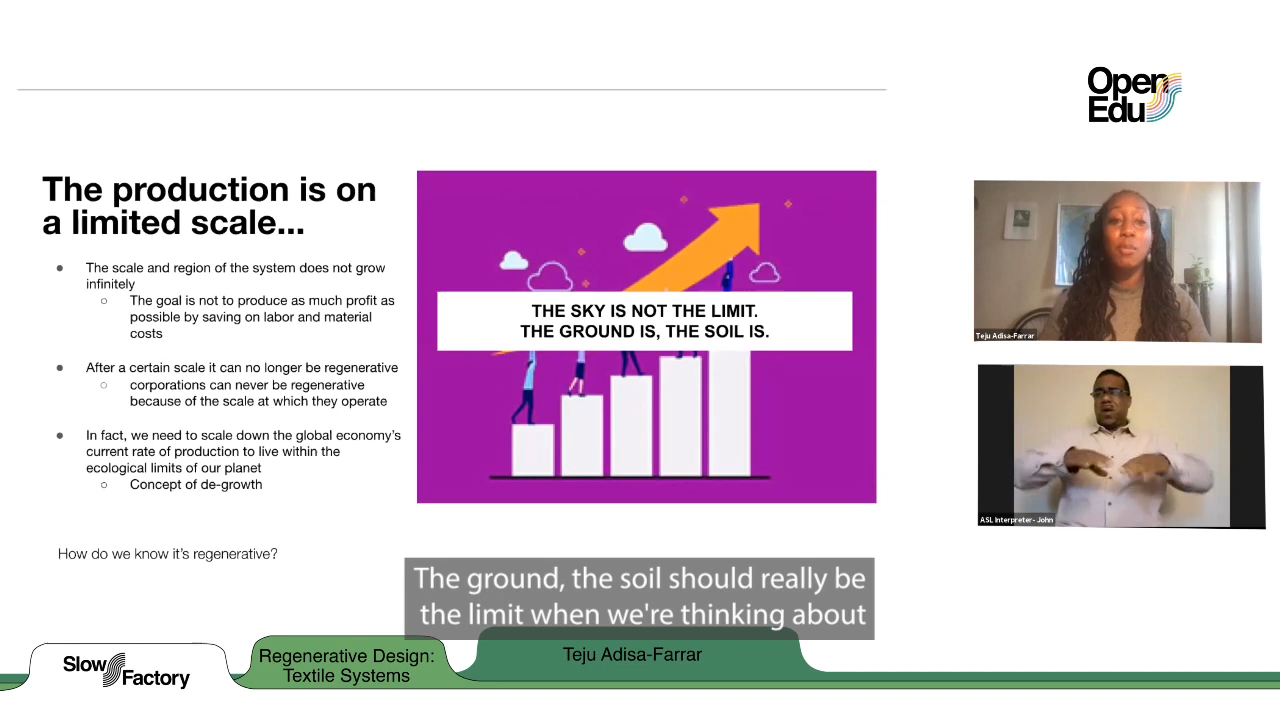 Open
Edu
The production is on
a limited scale...
● The scale and region of the system does not grow
infinitely
○ The goal is not to produce as much profit as
possible by saving on labor and material
costs
● After a certain scale it can no longer be regenerative
○ corporations can never be regenerative
because of the scale at which they operate
● In fact, we need to scale down the global economy's
current rate of production to live within the
ecological limits of our planet
○ Concept of de-growth
How do we know it's regenerative?
THE SKY IS NOT THE LIMIT.
THE GROUND IS, THE SOIL IS.
Teju Adisa-Farrar
ASL Interpreter- John
The ground, the soil should really be
the limit when we're thinking about
Slow
Factory
Regenerative Design:
Textile Systems
Teju Adisa-Farrar